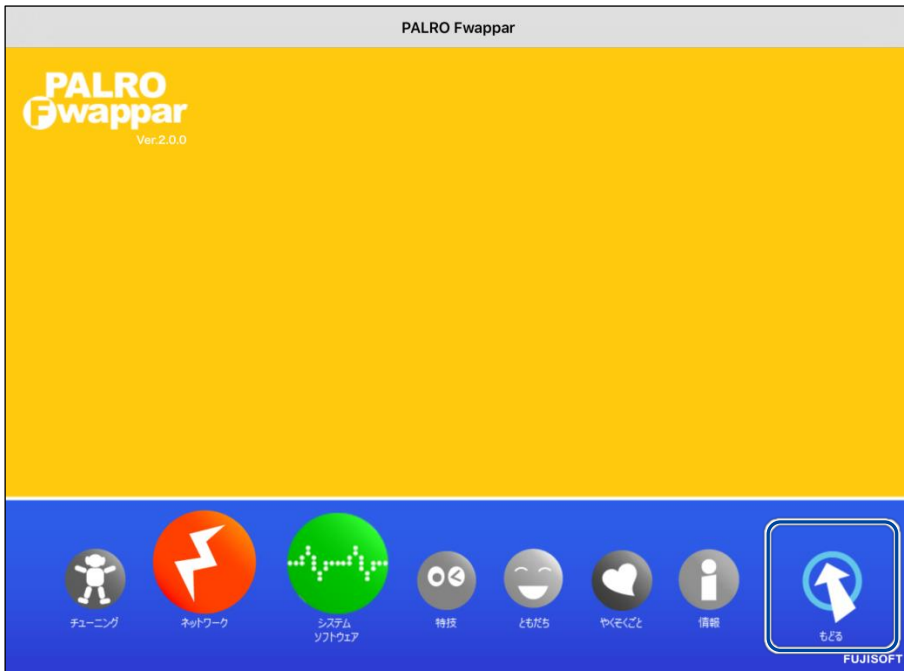 PALRO Fwappar
PALRO
Fwappar
Ver.2.0.0
チューニング
ネットワーク
システム
ソフトウェア
特技
ともだち
やくそくごと
情報
もどる
FUJISOFT